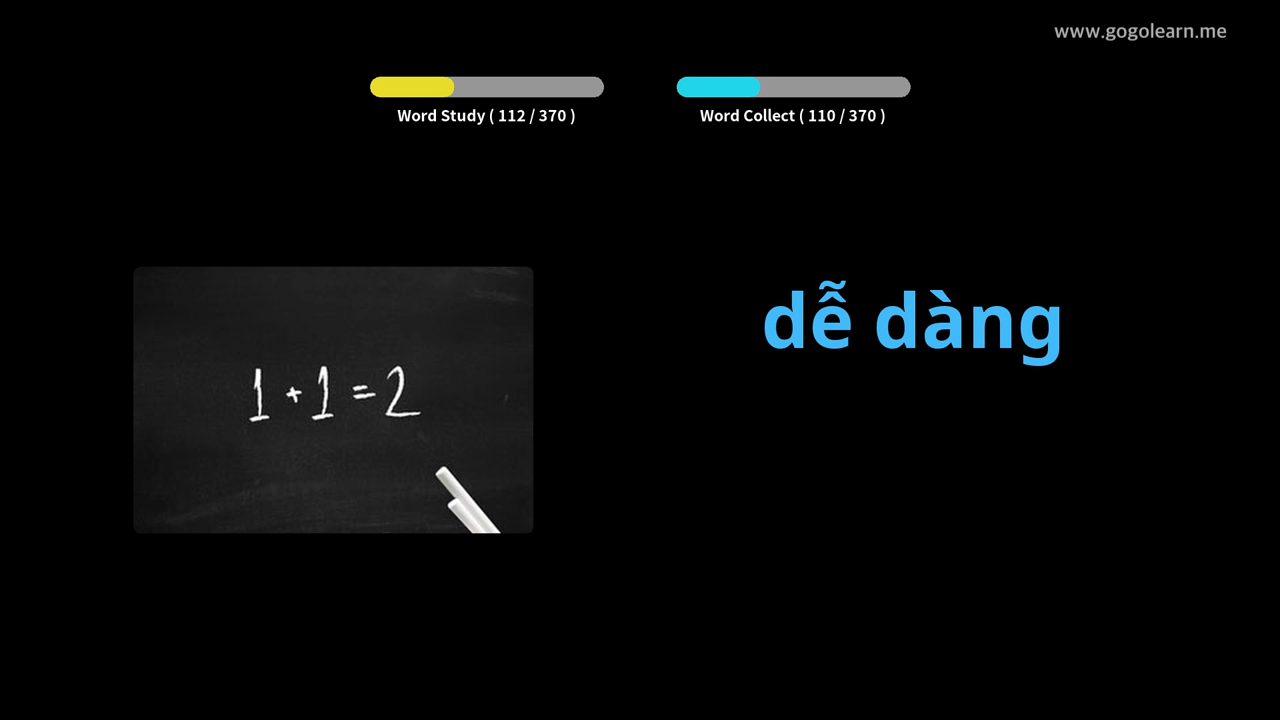 www.gogolearn.me
Word Study ( 112 / 370 )
Word Collect ( 110 / 370 )
dễ dàng
1 + 1 = 2